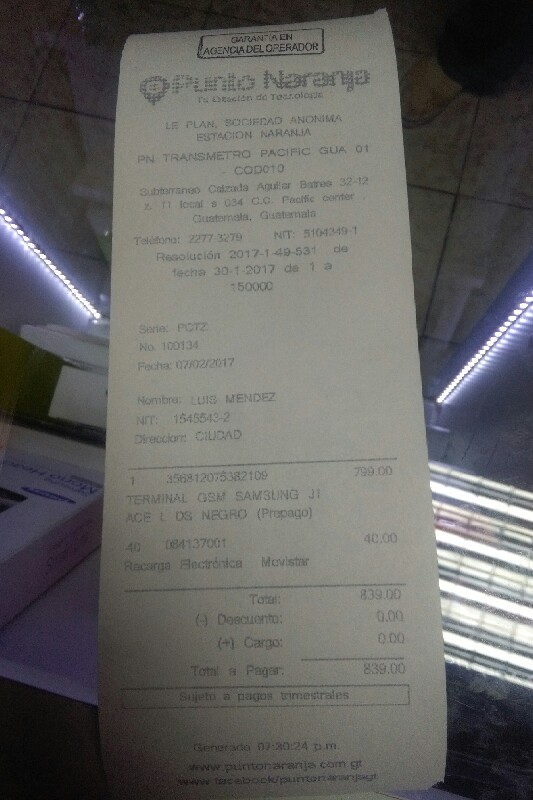 GARANTIA EN
AGENCIA DEL OPERADOR
Punto Naranja
Tu Estación de Tecnología
LE PLAN, SOCIEDAD ANONIMA
ESTACION NARANJA
PN TRANSMETRO PACIFIC GUA 01
- COD010
Subterraneo Calzada Aguilar Batres 32-12
z. 11 local s 034 C.C. Pacific center .
Guatemala, Guatemala
Teléfono: 2277-3279 NIT: 5104349-1
Resolución 2017-1-49-531 de
fecha 30-1-2017 de 1 a
150000
Serie: PCTZ
No. 100134
Fecha: 07/02/2017
Nombre: LUIS MENDEZ
NIT: 1545543-2
Direccion: CIUDAD
1 356812075382109 799.00
TERMINAL GSM SAMSUNG J1
ACE L DS NEGRO (Prepago)
40 084137001 40.00
Recarga Electrónica Movistar
Total: 839.00
(-) Descuento: 0.00
(+) Cargo: 0.00
Total a Pagar: 839.00
Sujeto a pagos trimestrales
Generado 07:30:24 p.m.
www.puntonaranja.com.gt
www.facebock/puntonaranjagt
SAMSUNG